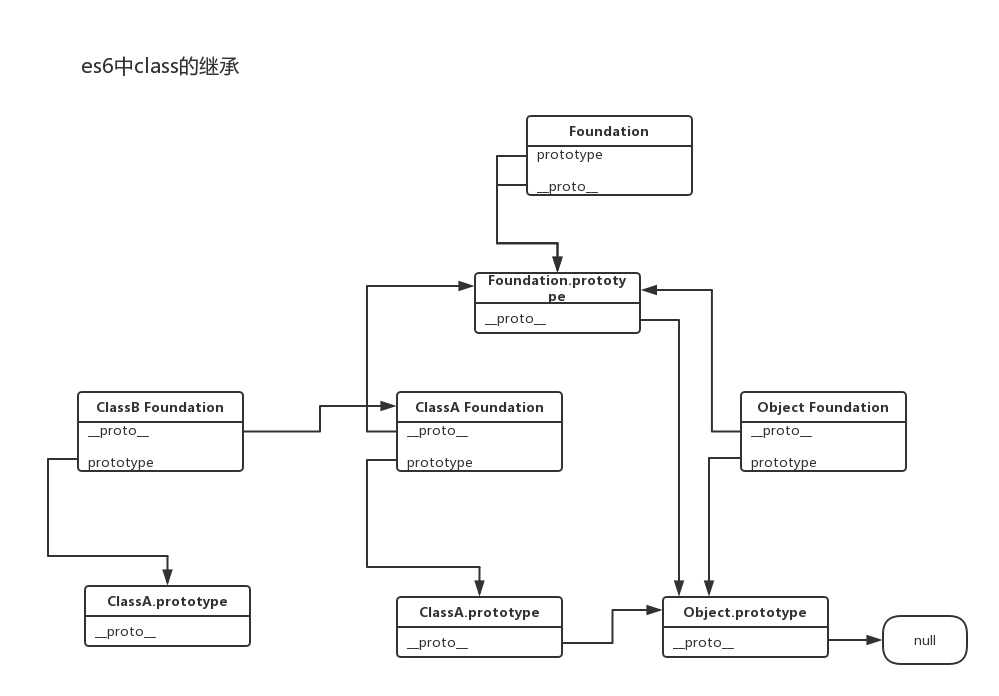 es6中class的继承
Foundation
prototype
__proto__
Foundation.prototy
pe
__proto__
ClassB Foundation
__proto__
prototype
ClassA Foundation
__proto__
prototype
Object Foundation
__proto__
prototype
ClassA.prototype
__proto__
ClassA.prototype
__proto__
Object.prototype
__proto__
null